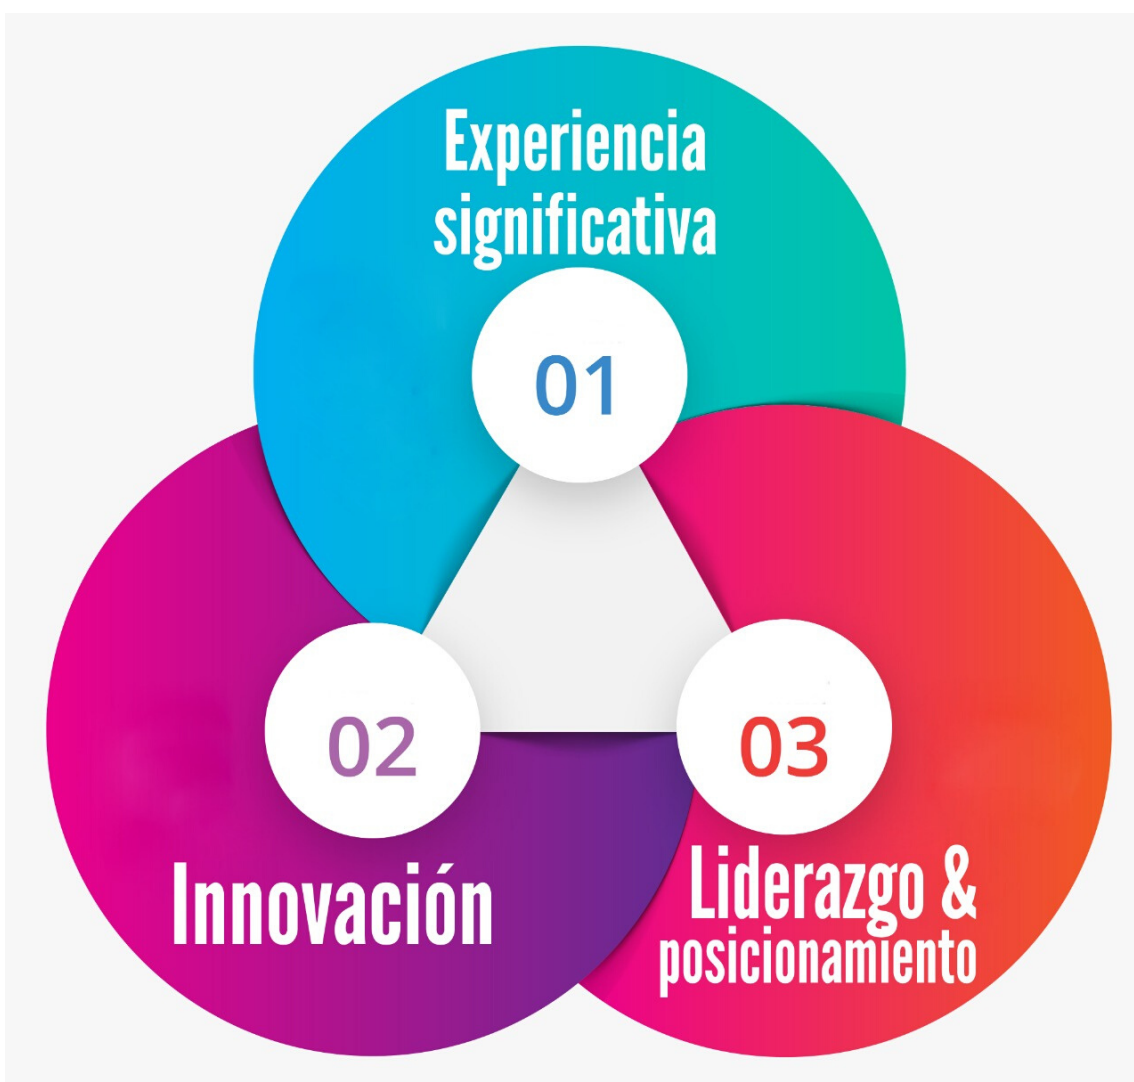 Experiencia
significativa
01
02
Innovación
03
Liderazgo &
posicionamiento